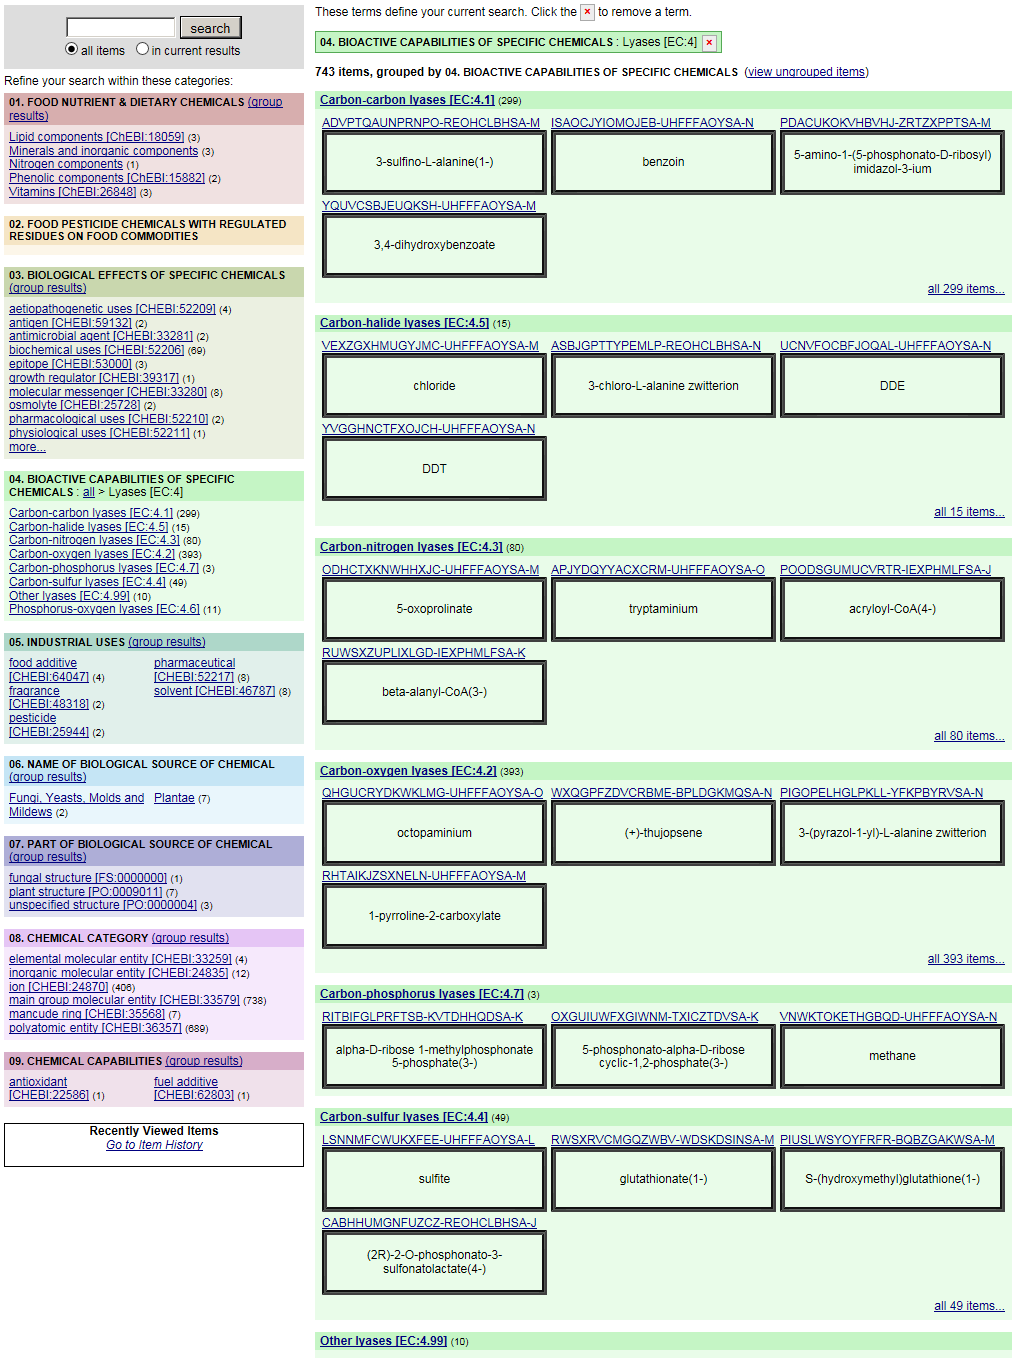 search
all items in current results
Refine your search within these categories:
01. FOOD NUTRIENT & DIETARY CHEMICALS (group
results)
Lipid components [ChEBI:18059] (3)
Minerals and inorganic components (3)
Nitrogen components (1)
Phenolic components [ChEBI:15882] (2)
Vitamins [ChEBI:26848] (3)
02. FOOD PESTICIDE CHEMICALS WITH REGULATED
RESIDUES ON FOOD COMMODITIES
03. BIOLOGICAL EFFECTS OF SPECIFIC CHEMICALS
(group results)
aetiopathogenetic uses [CHEBI:52209] (4)
antigen [CHEBI:59132] (2)
antimicrobial agent [CHEBI:33281] (2)
biochemical uses [CHEBI:52206] (69)
epitope [CHEBI:53000] (3)
growth regulator [CHEBI:39317] (1)
molecular messenger [CHEBI:33280] (8)
osmolyte [CHEBI:25728] (2)
pharmacological uses [CHEBI:52210] (2)
physiological uses [CHEBI:52211] (1)
more...
04. BIOACTIVE CAPABILITIES OF SPECIFIC
CHEMICALS : all > Lyases [EC:4]
Carbon-carbon lyases [EC:4.1] (299)
Carbon-halide lyases [EC:4.5] (15)
Carbon-nitrogen lyases [EC:4.3] (80)
Carbon-oxygen lyases [EC:4.2] (393)
Carbon-phosphorus lyases [EC:4.7] (3)
Carbon-sulfur lyases [EC:4.4] (49)
Other lyases [EC:4.99] (10)
Phosphorus-oxygen lyases [EC:4.6] (11)
05. INDUSTRIAL USES (group results)
food additive
[CHEBI:64047] (4)
fragrance
[CHEBI:48318] (2)
pesticide
[CHEBI:25944] (2)
pharmaceutical
[CHEBI:52217] (8)
solvent [CHEBI:46787] (8)
06. NAME OF BIOLOGICAL SOURCE OF CHEMICAL
(group results)
Fungi, Yeasts, Molds and
Mildews (2)
Plantae (7)
07. PART OF BIOLOGICAL SOURCE OF CHEMICAL
(group results)
fungal structure [FS:0000000] (1)
plant structure [PO:0009011] (7)
unspecified structure [PO:0000004] (3)
08. CHEMICAL CATEGORY (group results)
elemental molecular entity [CHEBI:33259] (4)
inorganic molecular entity [CHEBI:24835] (12)
ion [CHEBI:24870] (406)
main group molecular entity [CHEBI:33579] (738)
mancude ring [CHEBI:35568] (7)
polyatomic entity [CHEBI:36357] (689)
09. CHEMICAL CAPABILITIES (group results)
antioxidant
[CHEBI:22586] (1)
fuel additive
[CHEBI:62803] (1)
Recently Viewed Items
Go to Item History
These terms define your current search. Click the × to remove a term.
04. BIOACTIVE CAPABILITIES OF SPECIFIC CHEMICALS : Lyases [EC:4] ×
743 items, grouped by 04. BIOACTIVE CAPABILITIES OF SPECIFIC CHEMICALS (view ungrouped items)
Carbon-carbon lyases [EC:4.1] (299)
ADVPTQAUNPRNPO-REOHCLBHSA-M ISAOCJYIOMOJEB-UHFFFAOYSA-N PDACUKOKVHBVHJ-ZRTZXPPTSA-M
3-sulfino-L-alanine(1-)
benzoin
5-amino-1-(5-phosphonato-D-ribosyl)
imidazol-3-ium
YQUVCSBJEUQKSH-UHFFFAOYSA-M
3,4-dihydroxybenzoate
all 299 items...
Carbon-halide lyases [EC:4.5] (15)
VEXZGXHMUGYJMC-UHFFFAOYSA-M ASBJGPTTYPEMLP-REOHCLBHSA-N UCNVFOCBFJOQAL-UHFFFAOYSA-N
chloride
3-chloro-L-alanine zwitterion
DDE
YVGGHNCTFXOJCH-UHFFFAOYSA-N
DDT
all 15 items...
Carbon-nitrogen lyases [EC:4.3] (80)
ODHCTXKNWHHXJC-UHFFFAOYSA-M APJYDQYYACXCRM-UHFFFAOYSA-O POODSGUMUCVRTR-IEXPHMLFSA-J
5-oxoprolinate
tryptaminium
acryloyl-CoA(4-)
RUWSXZUPLIXLGD-IEXPHMLFSA-K
beta-alanyl-CoA(3-)
all 80 items...
Carbon-oxygen lyases [EC:4.2] (393)
QHGUCRYDKWKLMG-UHFFFAOYSA-O WXQGPFZDVCRBME-BPLDGKMQSA-N PIGOPELHGLPKLL-YFKPBYRVSA-N
octopaminium
(+)-thujopsene
3-(pyrazol-1-yl)-L-alanine zwitterion
RHTAIKJZSXNELN-UHFFFAOYSA-M
1-pyrroline-2-carboxylate
all 393 items...
Carbon-phosphorus lyases [EC:4.7] (3)
RITBIFGLPRFTSB-KVTDHHQDSA-K OXGUIUWFXGIWNM-TXICZTDVSA-K VNWKTOKETHGBQD-UHFFFAOYSA-N
alpha-D-ribose 1-methylphosphonate
5-phosphate(3-)
5-phosphonato-alpha-D-ribose
cyclic-1,2-phosphate(3-)
methane
Carbon-sulfur lyases [EC:4.4] (49)
LSNNMFCWUKXFEE-UHFFFAOYSA-L RWSXRVCMGQZWBV-WDSKDSINSA-M PIUSLWSYOYFRFR-BQBZGAKWSA-M
sulfite
glutathionate(1-)
S-(hydroxymethyl)glutathione(1-)
CABHHUMGNFUZCZ-REOHCLBHSA-J
(2R)-2-O-phosphonato-3-
sulfonatolactate(4-)
all 49 items...
Other lyases [EC:4.99] (10)